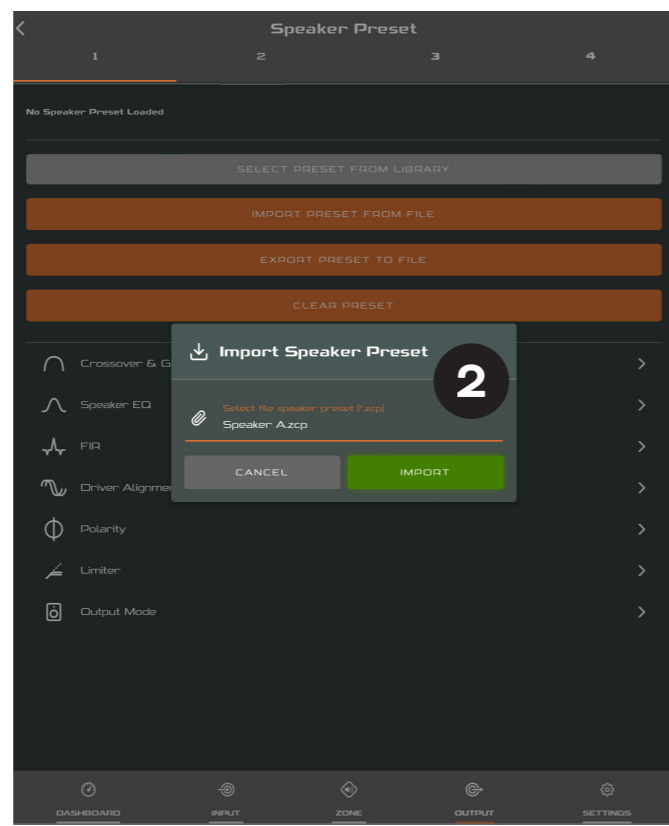 Speaker Preset
1 2 3 4
No Speaker Preset Loaded
SELECT PRESET FROM LIBRARY
IMPORT PRESET FROM FILE
EXPORT PRESET TO FILE
CLEAR PRESET
Import Speaker Preset
2
Select file speaker preset (*.zcp)
Speaker A.zcp
CANCEL IMPORT
Crossover & G
Speaker EQ
FIR
Driver Alignme
Polarity
Limiter
Output Mode
DASHBOARD INPUT ZONE OUTPUT SETTINGS